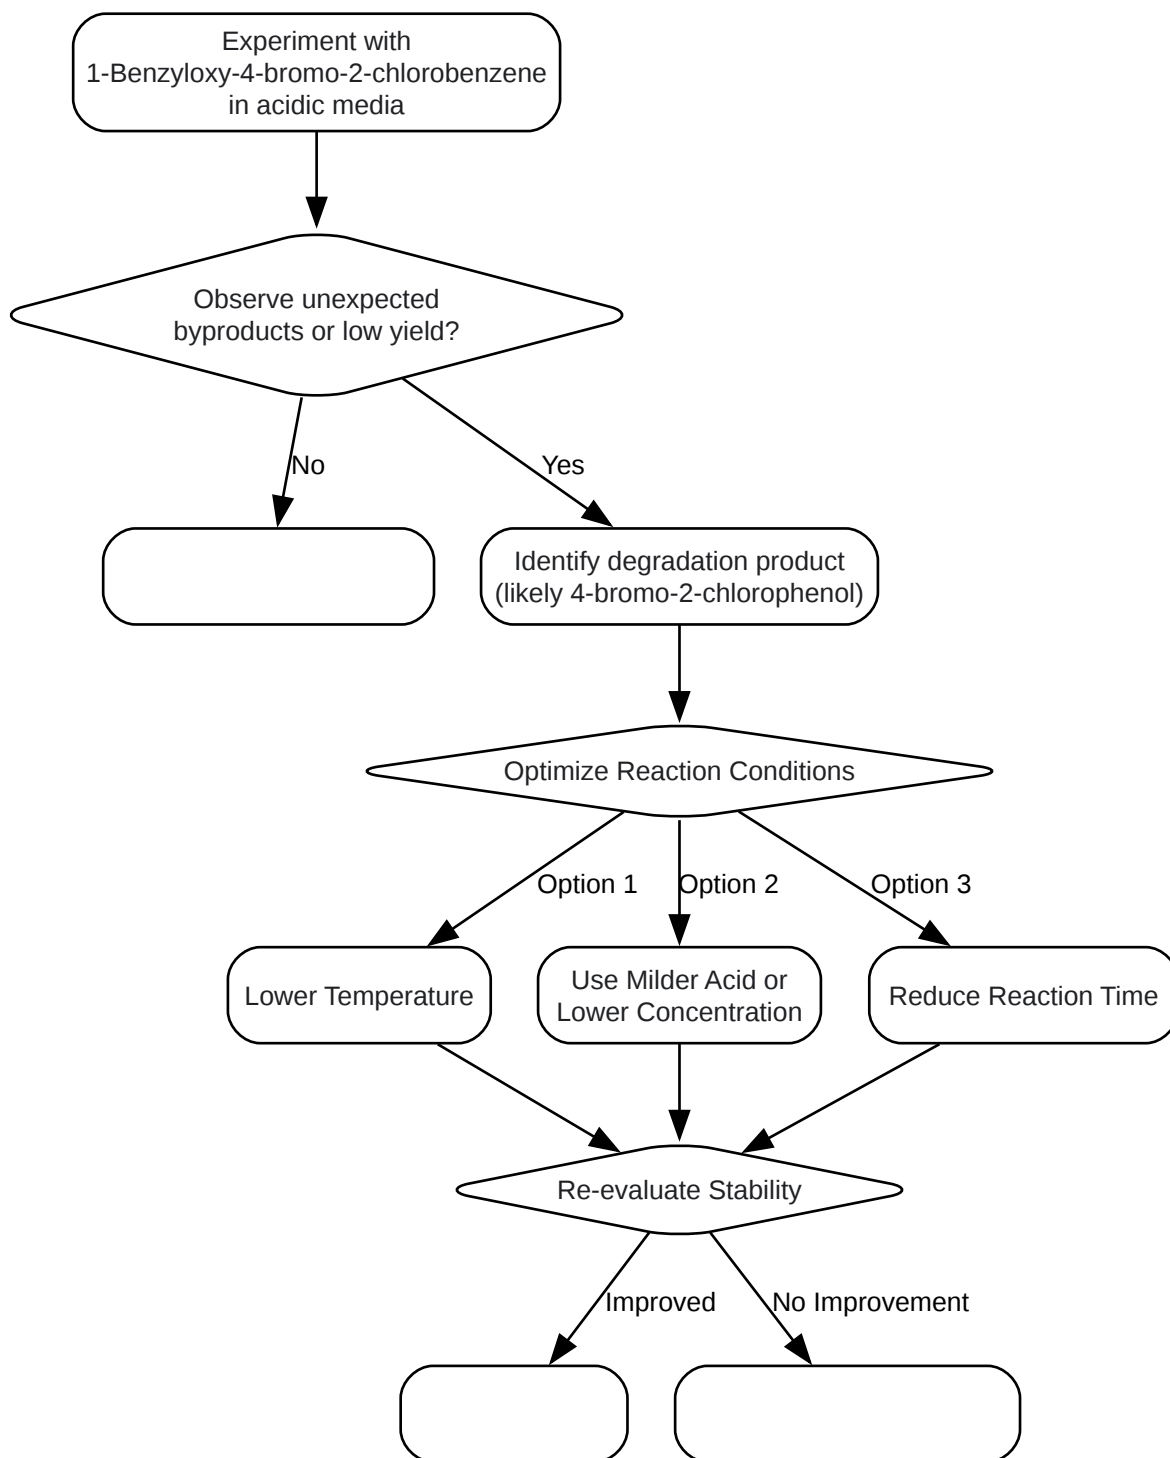 Experiment with
1-Benzyloxy-4-bromo-2-chlorobenzene
in acidic media
Observe unexpected
byproducts or low yield?
No
Yes
Identify degradation product
(likely 4-bromo-2-chlorophenol)
Optimize Reaction Conditions
Option 1
Option 2
Option 3
Lower Temperature
Use Milder Acid or
Lower Concentration
Reduce Reaction Time
Re-evaluate Stability
Improved
No Improvement